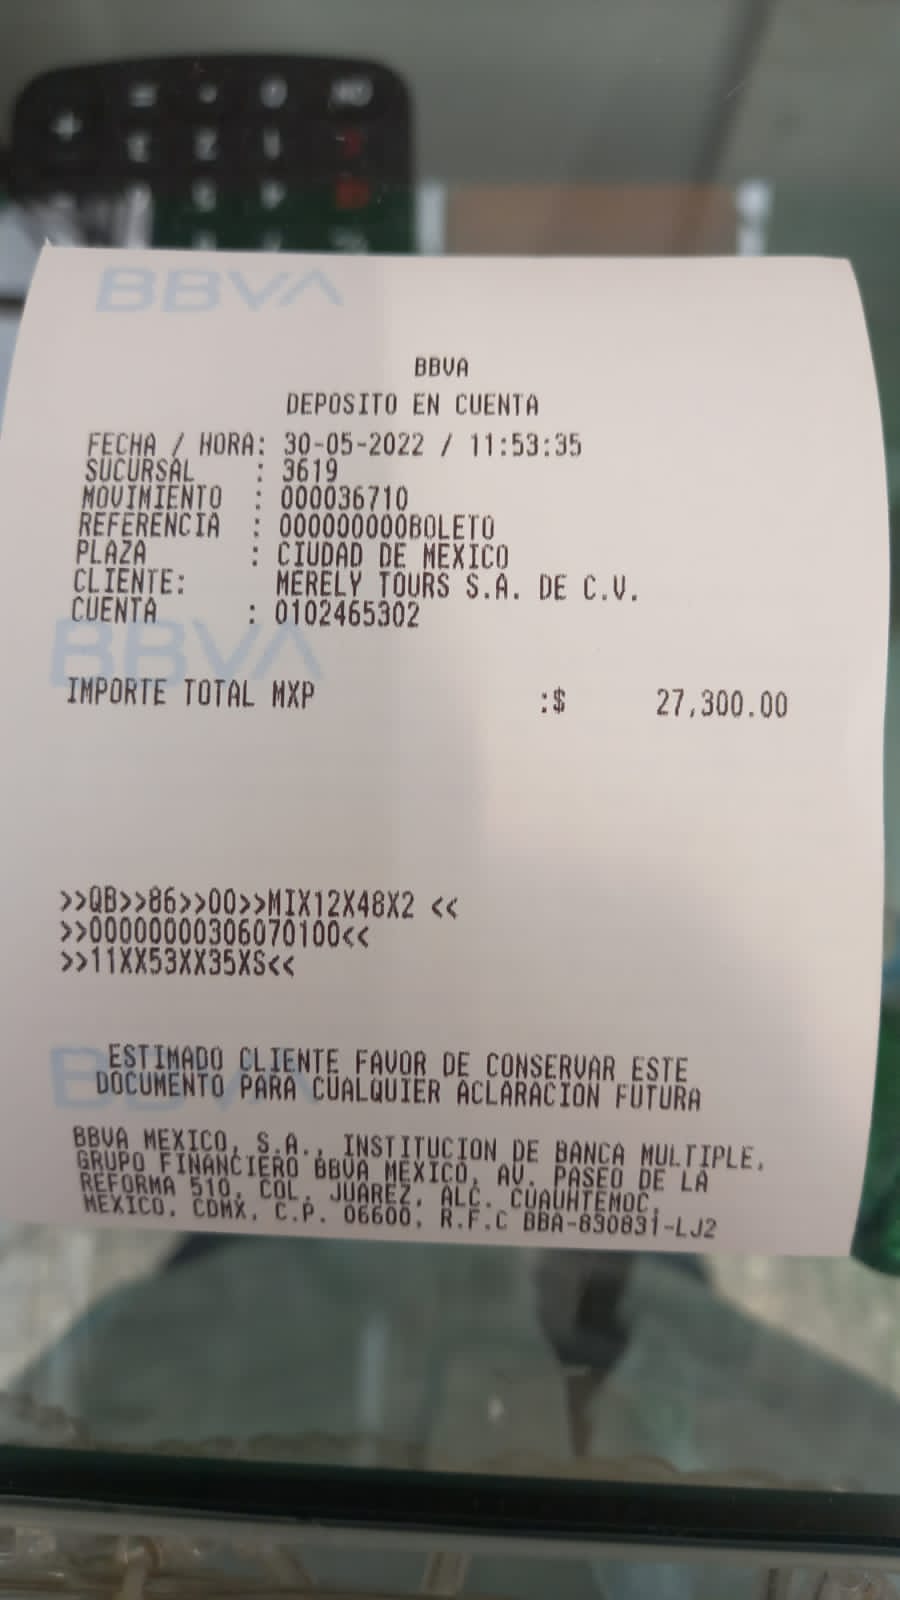 BBVA
BBVA
DEPOSITO EN CUENTA
FECHA / HORA: 30-05-2022 / 11:53:35
SUCURSAL : 3619
MOVIMIENTO : 000036710
REFERENCIA : 000000000BOLETO
PLAZA : CIUDAD DE MEXICO
CLIENTE: MERELY TOURS S.A. DE C.V.
CUENTA : 0102465302
BBVA
IMPORTE TOTAL MXP :$ 27,300.00
>>QB>>86>>00>>MIX12X48X2 <<
>>00000000306070100<<
>>11XX53XX35XS<<
BBVA
ESTIMADO CLIENTE FAVOR DE CONSERVAR ESTE
DOCUMENTO PARA CUALQUIER ACLARACION FUTURA
BBVA MEXICO, S.A., INSTITUCION DE BANCA MULTIPLE,
GRUPO FINANCIERO BBVA MEXICO, AV. PASEO DE LA
REFORMA 510, COL. JUAREZ, ALC. CUAUHTEMOC,
MEXICO, CDMX, C.P. 06600, R.F.C BBA-830831-LJ2